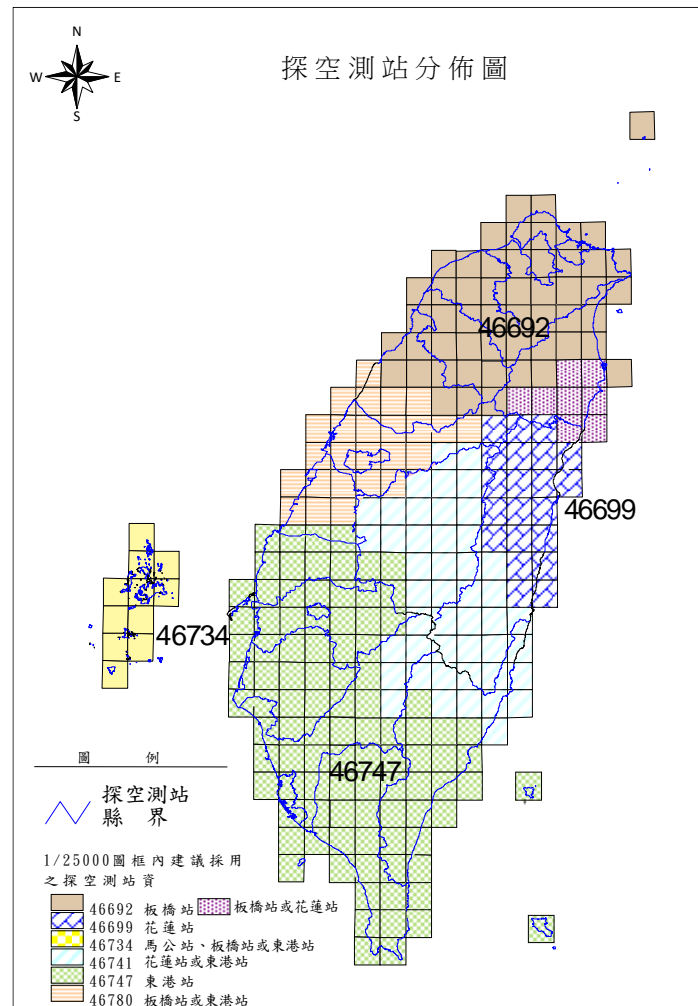 N
探空測站分佈圖
W E
S
46692
46699
46734
46747
圖 例
探空測站
縣 界
1/25000圖框內建議採用
之探空測站資
46692 板橋站 板橋站或花蓮站
46699 花蓮站
46734 馬公站、板橋站或東港站
46741 花蓮站或東港站
46747 東港站
46780 板橋站或東港站